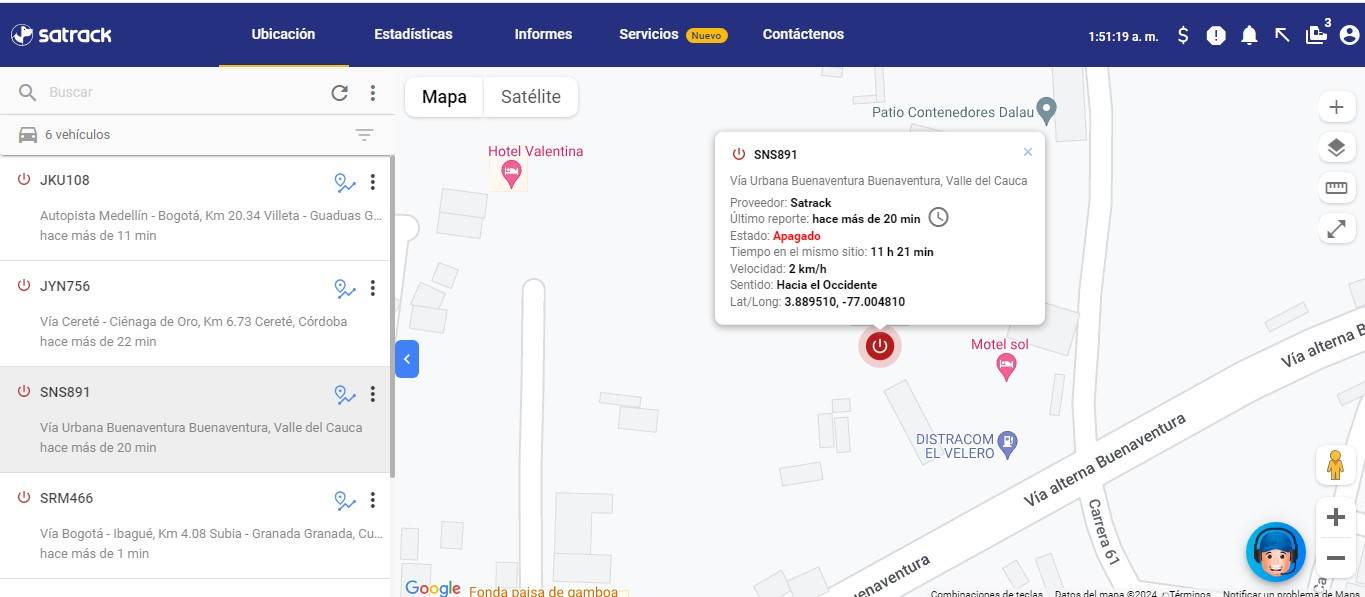 satrack
Ubicación
Estadísticas
Informes
Servicios Nuevo
Contáctenos
1:51:19 a. m.
3
Buscar
6 vehículos
JKU108
Autopista Medellín - Bogotá, Km 20.34 Villeta - Guaduas G...
hace más de 11 min
JYN756
Vía Cereté - Ciénaga de Oro, Km 6.73 Cereté, Córdoba
hace más de 22 min
SNS891
Vía Urbana Buenaventura Buenaventura, Valle del Cauca
hace más de 20 min
SRM466
Vía Bogotá - Ibagué, Km 4.08 Subia - Granada Granada, Cu...
hace más de 1 min
Mapa
Satélite
Patio Contenedores Dalau
Hotel Valentina
SNS891
Vía Urbana Buenaventura Buenaventura, Valle del Cauca
Proveedor: Satrack
Último reporte: hace más de 20 min
Estado: Apagado
Tiempo en el mismo sitio: 11 h 21 min
Velocidad: 2 km/h
Sentido: Hacia el Occidente
Lat/Long: 3.889510, -77.004810
Motel sol
Vía alterna B
DISTRACOM
EL VELERO
Vía alterna Buenaventura
Carrera 61
enaventura
Ca
Google
Fonda paisa de gamboa
Combinaciones de teclas
Datos del mapa ©2024
Términos
Notificar un problema de Maps